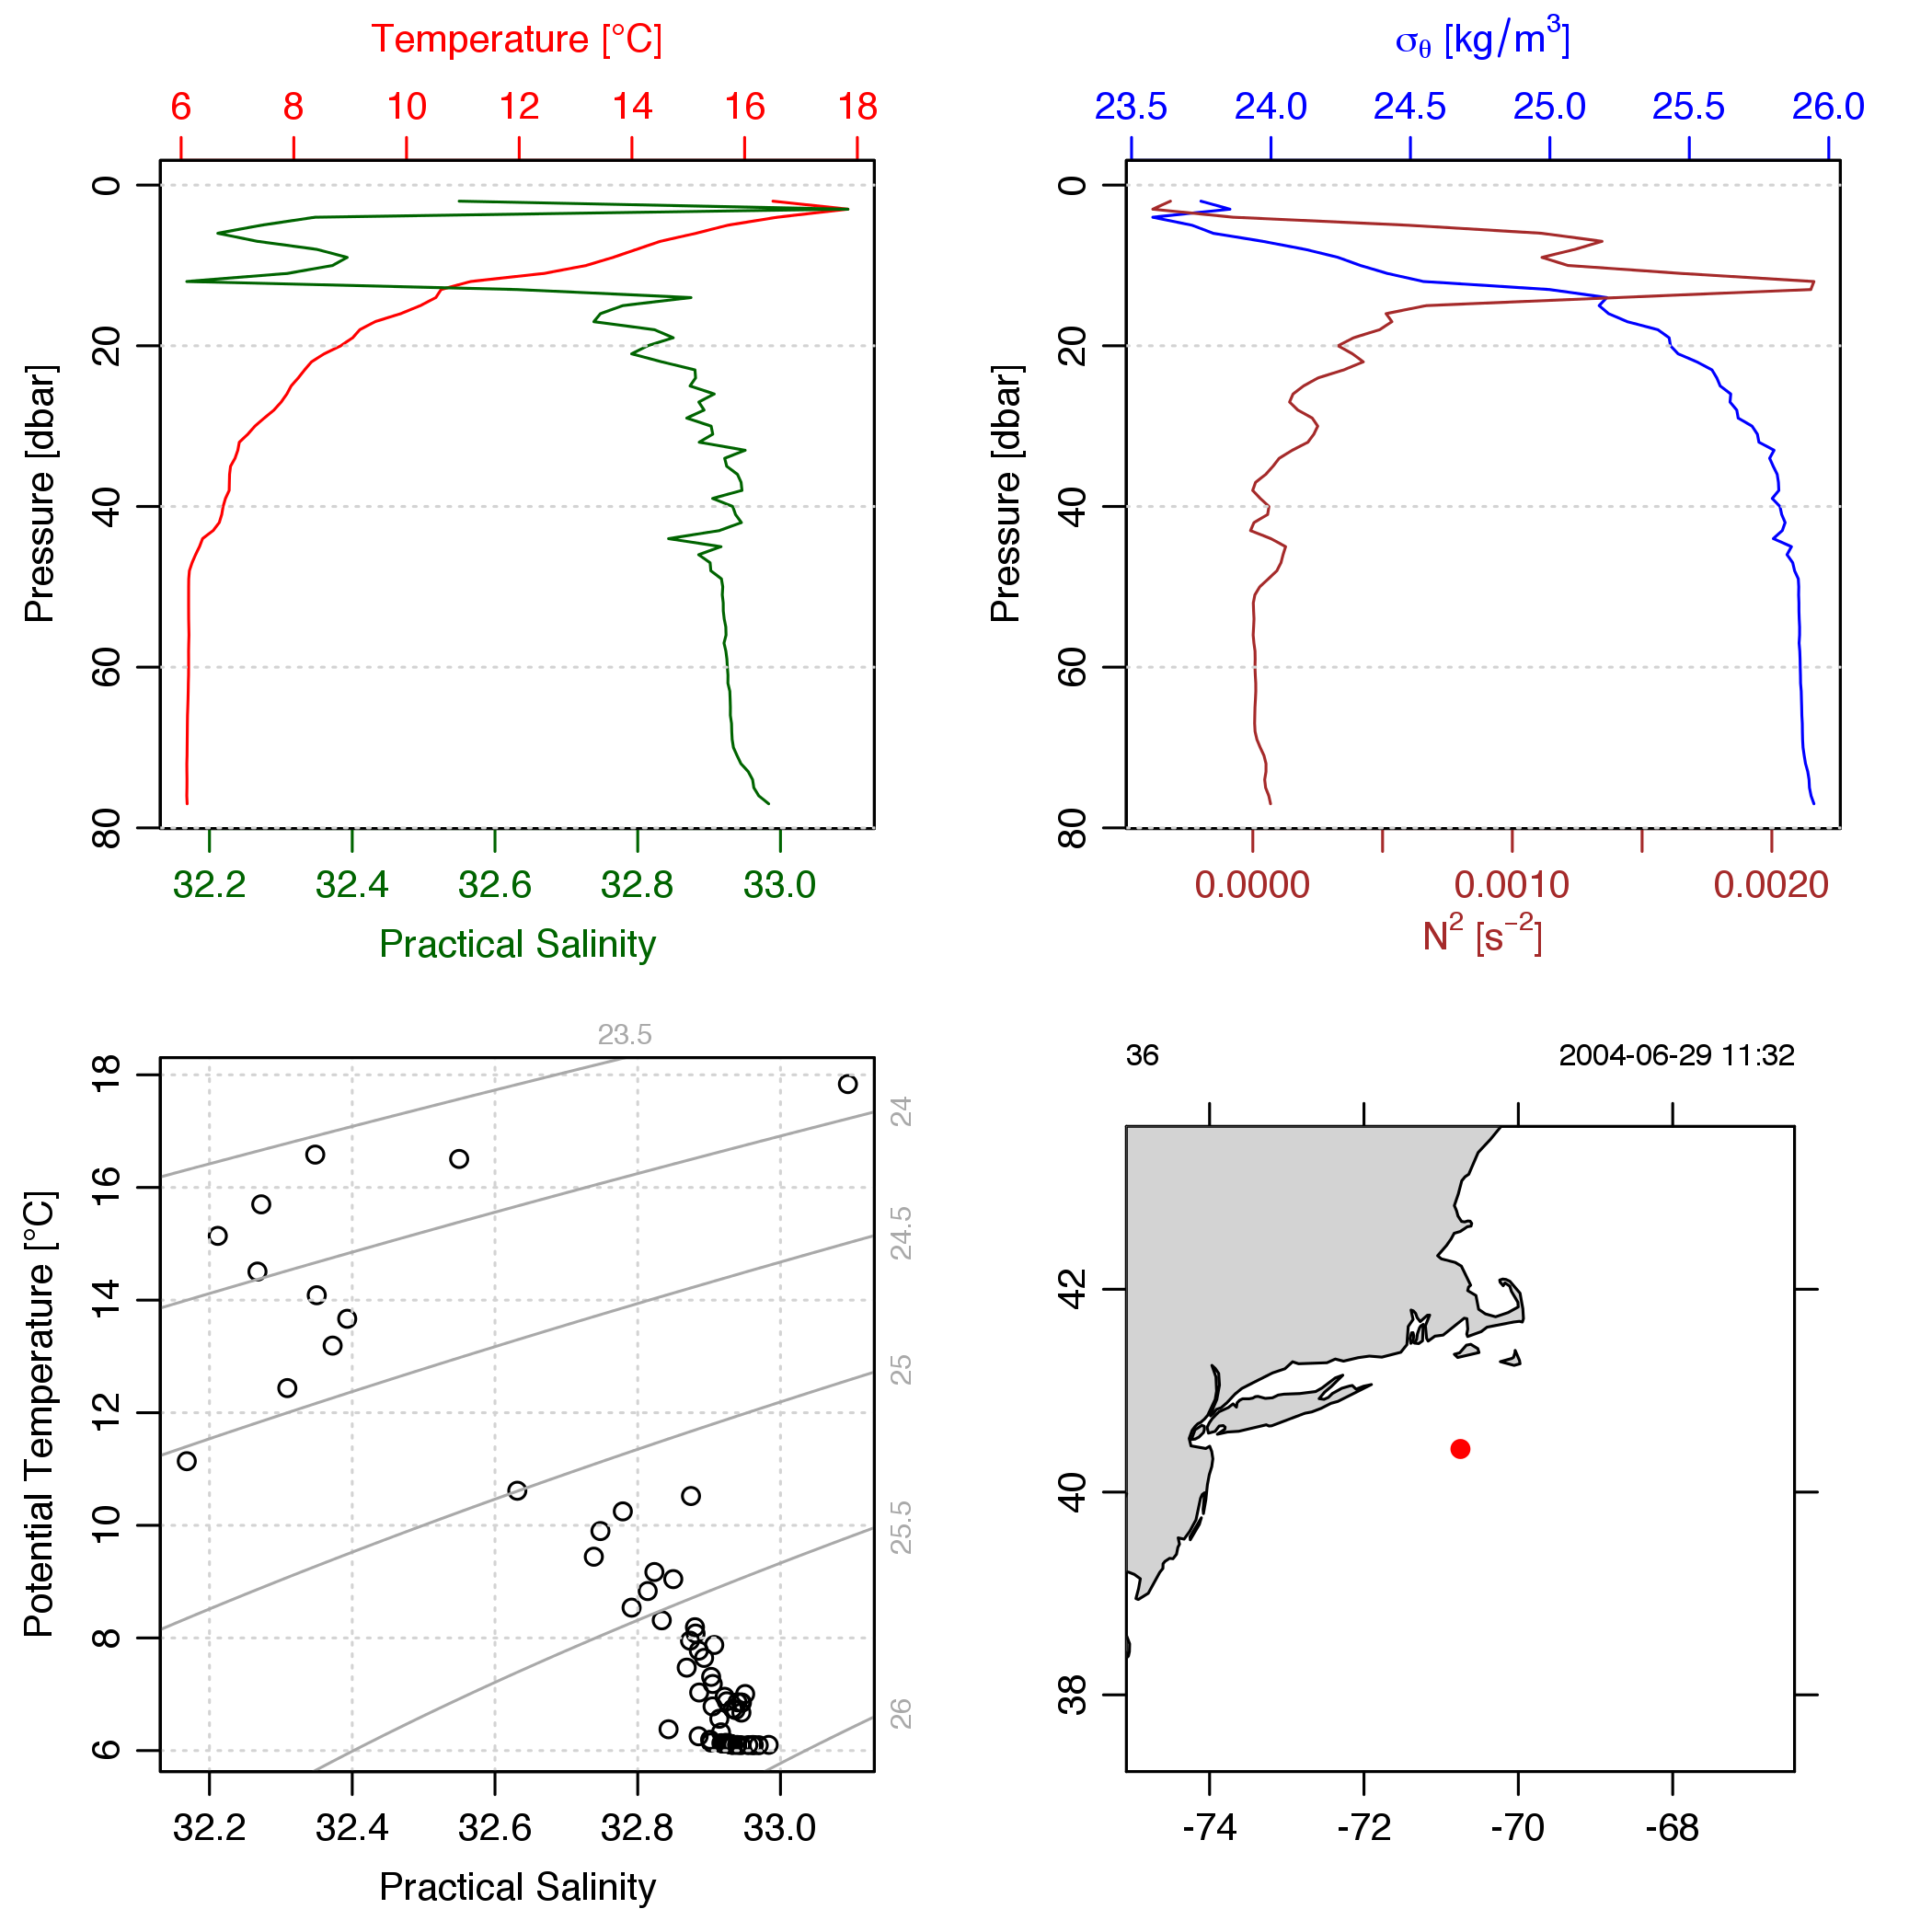 Temperature [°C]
6 8 10 12 14 16 18
0
20
40
60
80
Pressure [dbar]
32.2 32.4 32.6 32.8 33.0
Practical Salinity
σθ [kg/m³]
23.5 24.0 24.5 25.0 25.5 26.0
0
20
40
60
80
Pressure [dbar]
0.0000 0.0010 0.0020
N² [s⁻²]
23.5
24
24.5
25
25.5
26
18
16
14
12
10
8
6
Potential Temperature [°C]
32.2 32.4 32.6 32.8 33.0
Practical Salinity
36 2004-06-29 11:32
42
40
38
-74 -72 -70 -68